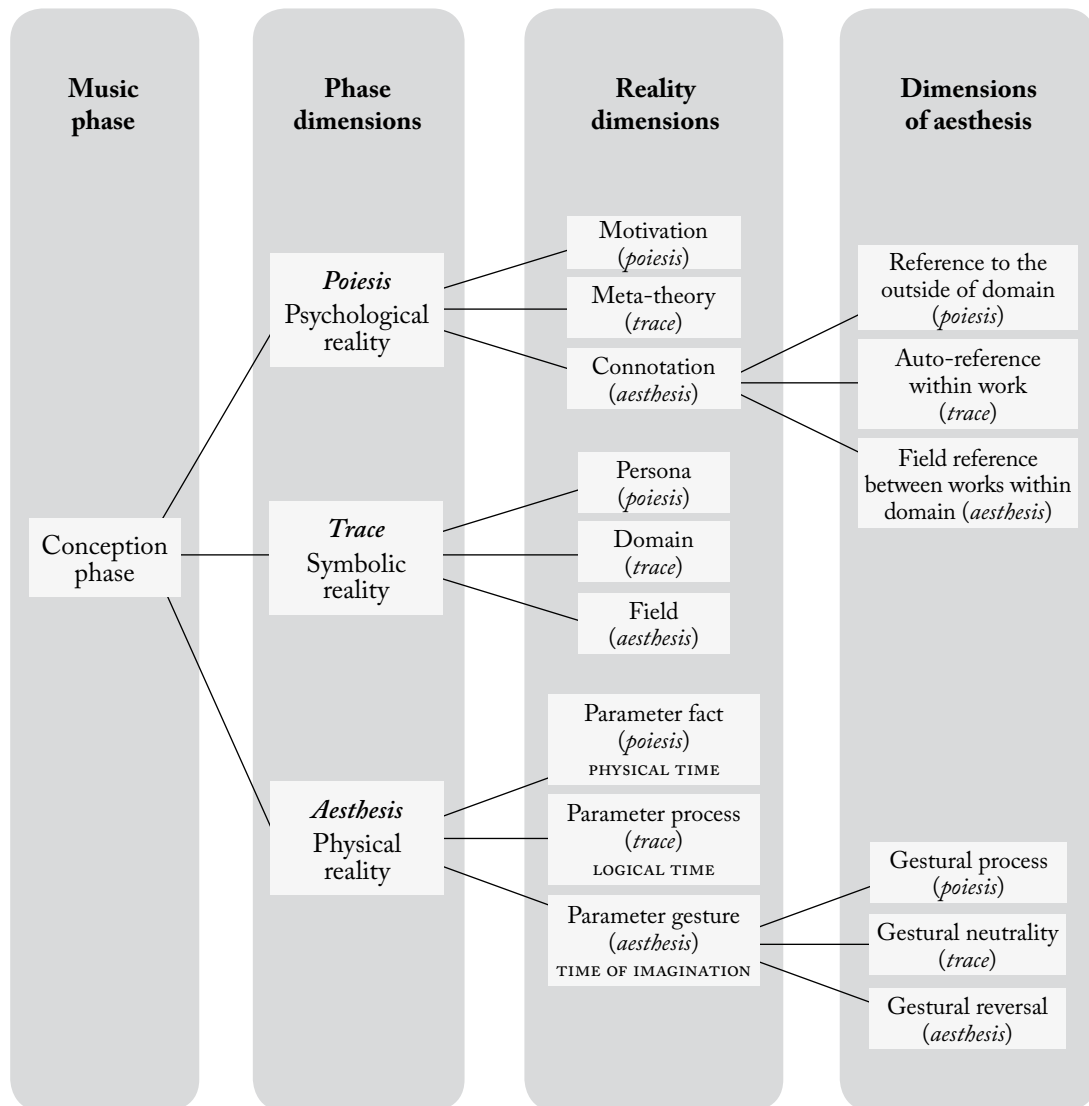 Music
phase
Phase
dimensions
Reality
dimensions
Dimensions
of aesthesis
Conception
phase
Poiesis
Psychological
reality
Trace
Symbolic
reality
Aesthesis
Physical
reality
Motivation
(poiesis)
Meta-theory
(trace)
Connotation
(aesthesis)
Persona
(poiesis)
Domain
(trace)
Field
(aesthesis)
Parameter fact
(poiesis)
PHYSICAL TIME
Parameter process
(trace)
LOGICAL TIME
Parameter gesture
(aesthesis)
TIME OF IMAGINATION
Reference to the
outside of domain
(poiesis)
Auto-reference
within work
(trace)
Field reference
between works within
domain (aesthesis)
Gestural process
(poiesis)
Gestural neutrality
(trace)
Gestural reversal
(aesthesis)